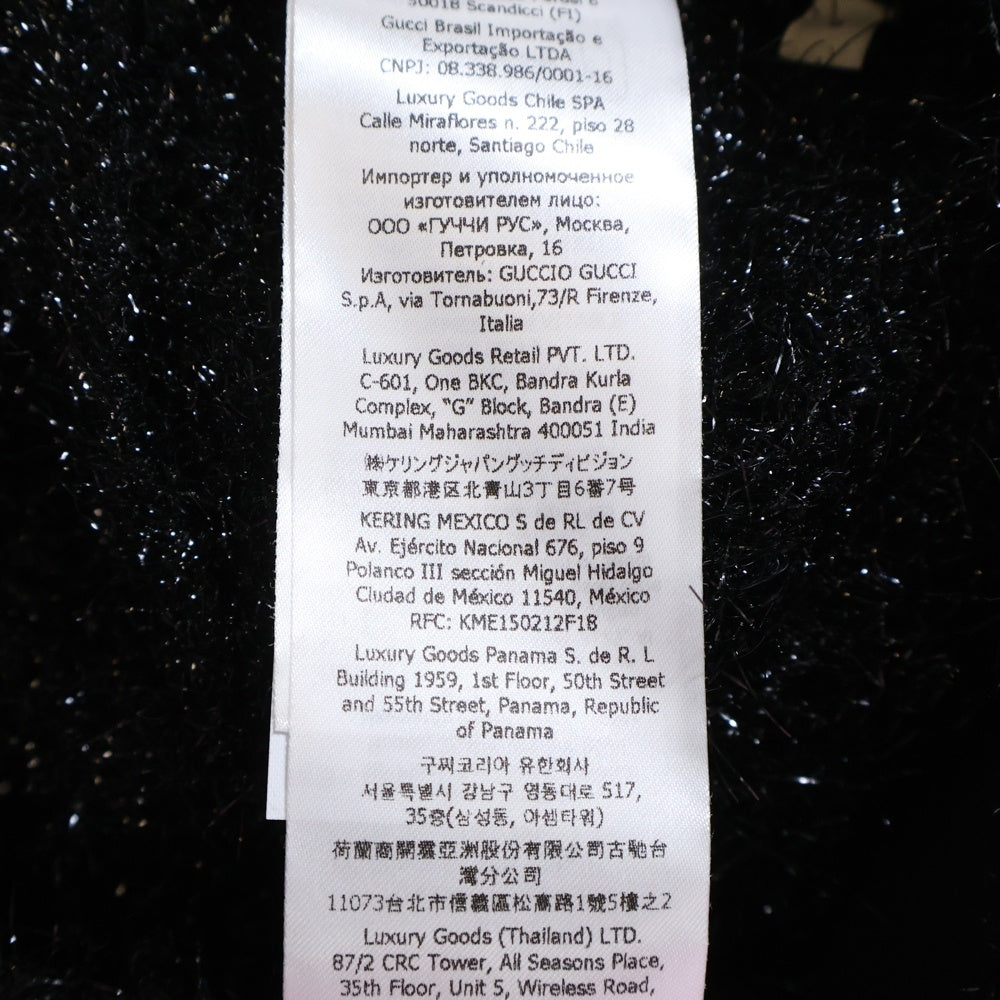 50018 Scandicci (FI)
Gucci Brasil Importação e
Exportação LTDA
CNPJ: 08.338.986/0001-16
Luxury Goods Chile SPA
Calle Miraflores n. 222, piso 28
norte, Santiago Chile
Импортер и уполномоченное
изготовителем лицо:
ООО «ГУЧЧИ РУС», Москва,
Петровка, 16
Изготовитель: GUCCIO GUCCI
S.p.A, via Tornabuoni,73/R Firenze,
Italia
Luxury Goods Retail PVT. LTD.
C-601, One BKC, Bandra Kurla
Complex, "G" Block, Bandra (E)
Mumbai Maharashtra 400051 India
㈱ケリングジャパングッチディビジョン
東京都港区北青山3丁目6番7号
KERING MEXICO S de RL de CV
Av. Ejército Nacional 676, piso 9
Polanco III sección Miguel Hidalgo
Ciudad de México 11540, México
RFC: KME150212F18
Luxury Goods Panama S. de R. L
Building 1959, 1st Floor, 50th Street
and 55th Street, Panama, Republic
of Panama
구찌코리아 유한회사
서울특별시 강남구 영동대로 517,
35층(삼성동, 아셈타워)
荷蘭商開雲亞洲股份有限公司古馳台
灣分公司
11073台北市信義區松高路1號5樓之2
Luxury Goods (Thailand) LTD.
87/2 CRC Tower, All Seasons Place,
35th Floor, Unit 5, Wireless Road,